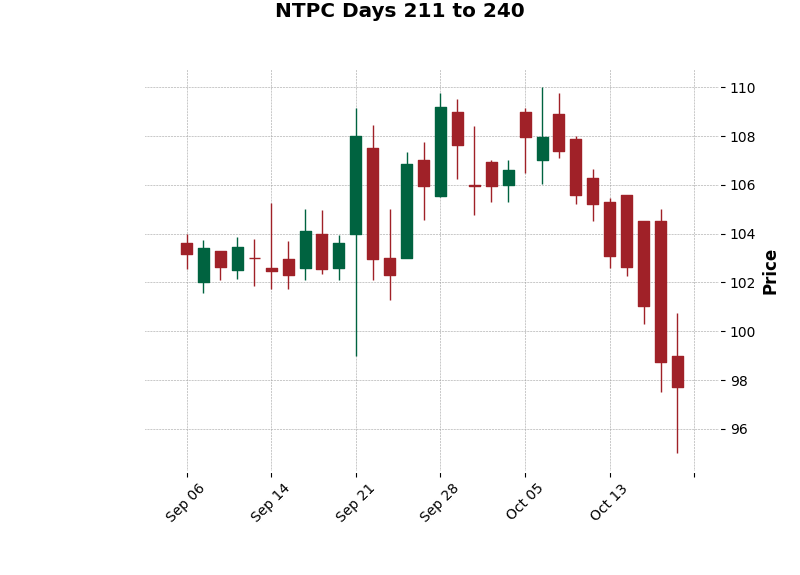 NTPC Days 211 to 240
110
108
106
104
102
100
98
96
Price
Sep 06
Sep 14
Sep 21
Sep 28
Oct 05
Oct 13